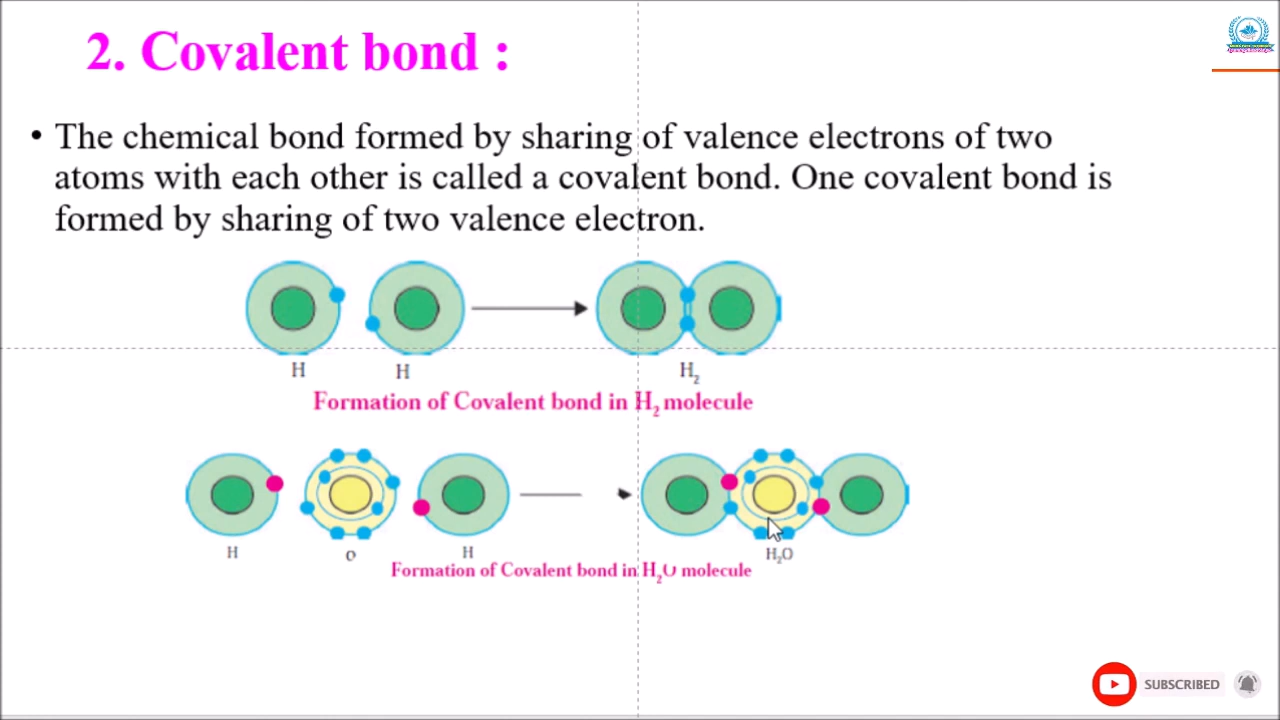 2. Covalent bond :
• The chemical bond formed by sharing of valence electrons of two
atoms with each other is called a covalent bond. One covalent bond is
formed by sharing of two valence electron.
H H H₂
Formation of Covalent bond in H₂ molecule
H O H H₂O
Formation of Covalent bond in H₂O molecule
SUBSCRIBED